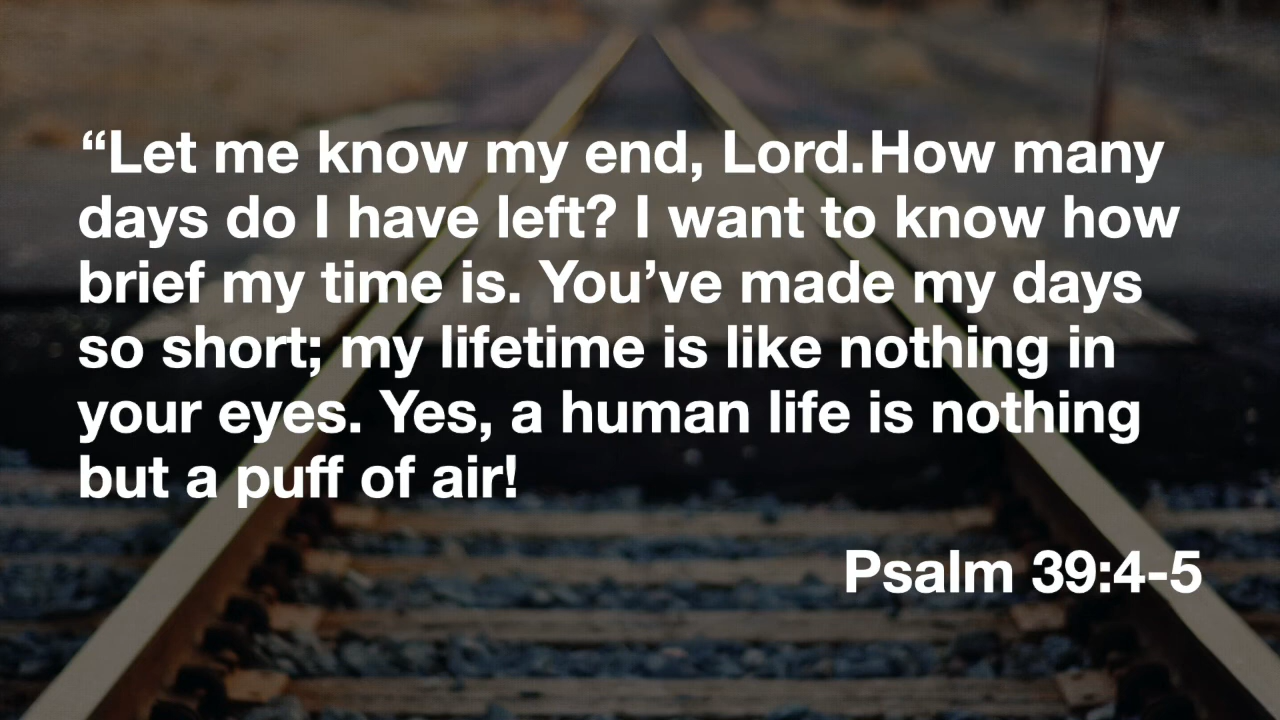 “Let me know my end, Lord.How many
days do I have left? I want to know how
brief my time is. You’ve made my days
so short; my lifetime is like nothing in
your eyes. Yes, a human life is nothing
but a puff of air!
Psalm 39:4-5